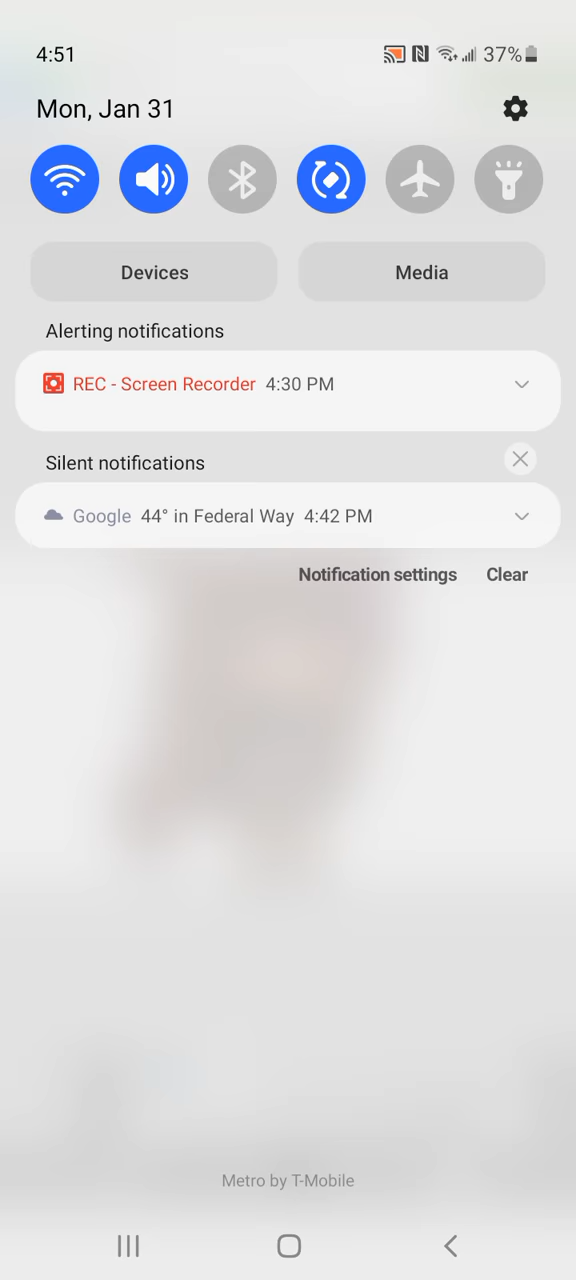 4:51 37%
Mon, Jan 31
Devices Media
Alerting notifications
REC - Screen Recorder 4:30 PM
Silent notifications
Google 44° in Federal Way 4:42 PM
Notification settings Clear
Metro by T-Mobile